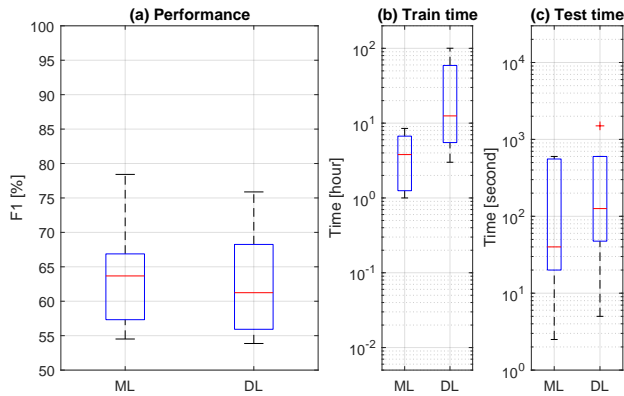 (a) Performance
F1 [%]
100
95
90
85
80
75
70
65
60
55
50
ML
DL
(b) Train time
Time [hour]
10^2
10^1
10^0
10^-1
10^-2
ML
DL
(c) Test time
Time [second]
10^4
10^3
10^2
10^1
10^0
ML
DL